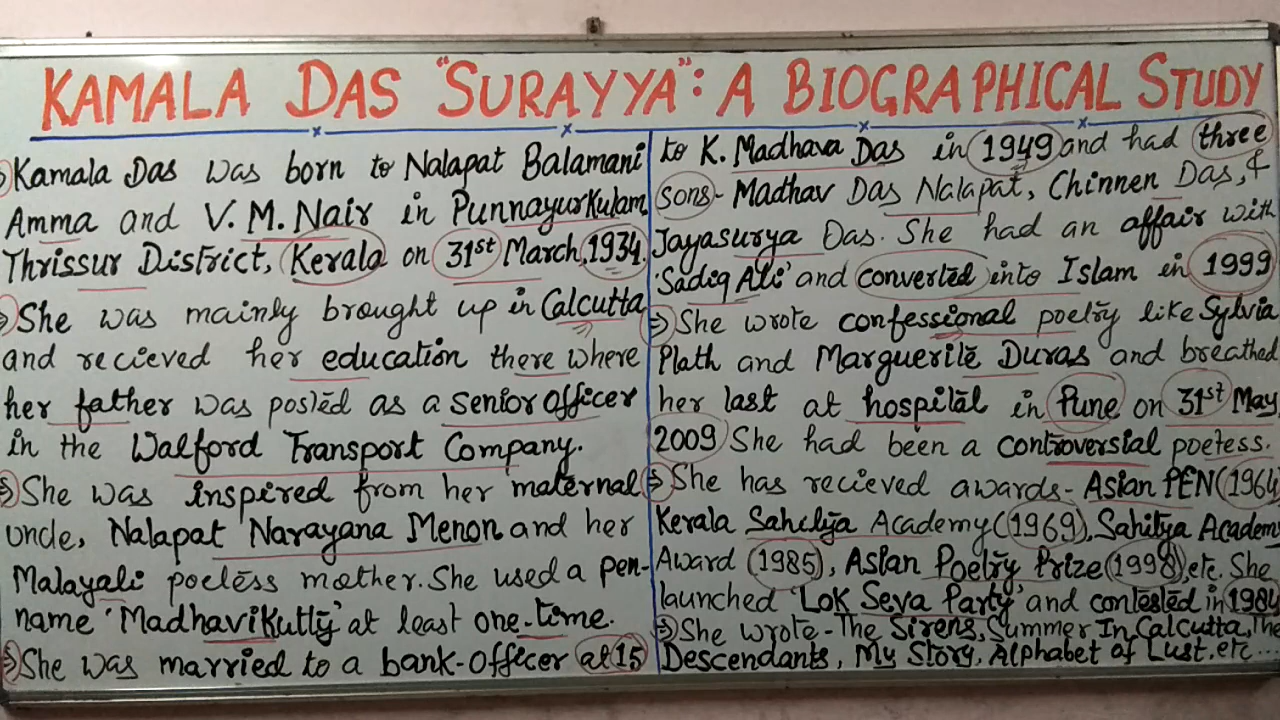 KAMALA DAS "SURAYYA": A BIOGRAPHICAL STUDY
Kamala Das was born to Nalapat Balamani
Amma and V. M. Nair in Punnayurkulam
Thrissur District, Kerala on 31st March, 1934.
⇒ She was mainly brought up in Calcutta
and recieved her education there where
her father was posted as a senior officer
in the Walford Transport Company.
⇒ She was inspired from her maternal
uncle, Nalapat Narayana Menon and her
Malayali poetess mother. She used a pen-
name 'Madhavikutty' at least one-time.
⇒ She was married to a bank-officer at 15
to K. Madhava Das in 1949 and had three
sons- Madhav Das Nalapat, Chinnen Das, &
Jayasurya Das. She had an affair with
'Sadiq Ali' and converted into Islam in 1999
⇒ She wrote confessional poetry like Sylvia
Plath and Marguerite Duras and breathed
her last at hospital in Pune on 31st May
2009 She had been a controversial poetess.
⇒ She has recieved awards- Asian PEN (1964
Kerala Sahitya Academy (1969), Sahitya Academ
Award (1985), Asian Poetry Prize (1998), etc. She
launched 'Lok Seva Party' and contested in 1984
⇒ She wrote - The Sirens, Summer In Calcutta, The
Descendants, My Story, Alphabet of Lust, etc...